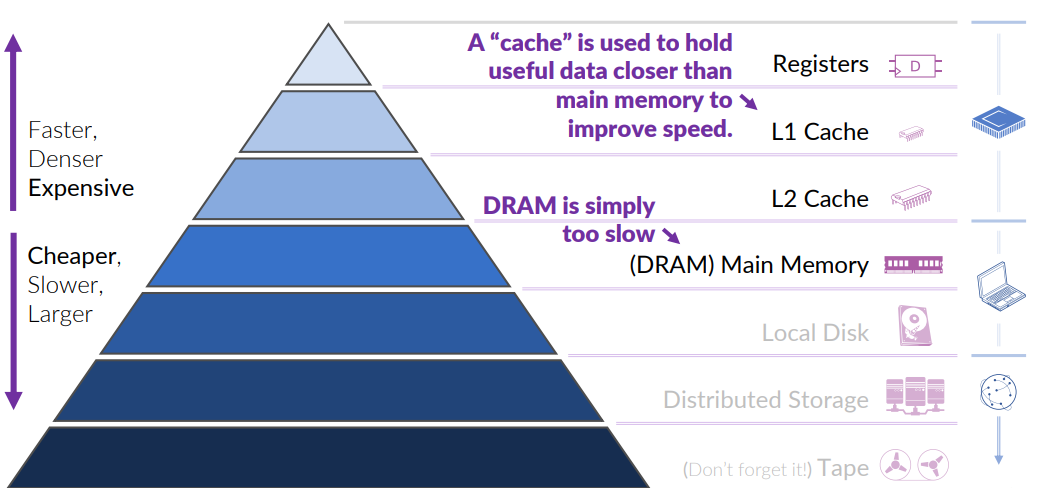 A “cache” is used to hold
useful data closer than
main memory to
improve speed.
Registers
D
L1 Cache
Faster,
Denser
Expensive
L2 Cache
DRAM is simply
too slow
(DRAM) Main Memory
Cheaper,
Slower,
Larger
Local Disk
Distributed Storage
(Don’t forget it!) Tape